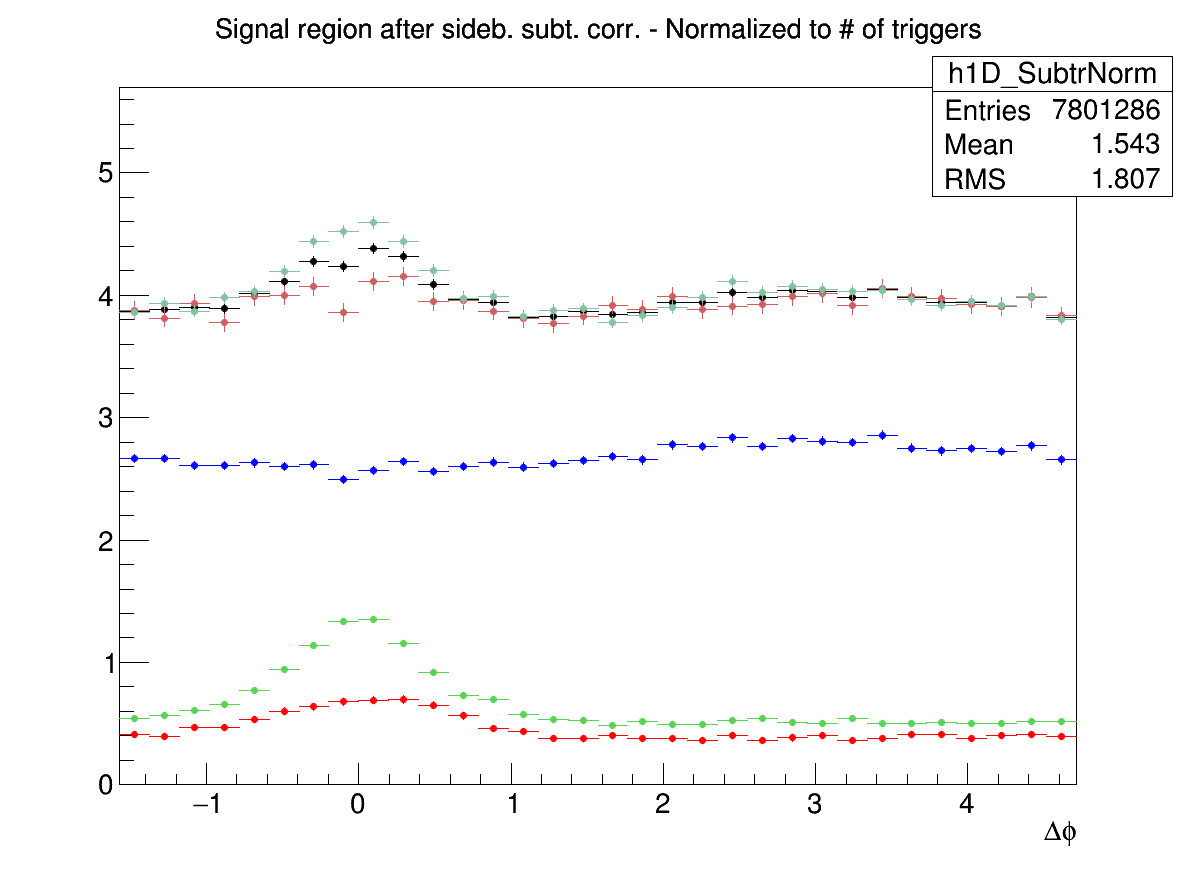 Signal region after sideb. subt. corr. - Normalized to # of triggers
h1D_SubtrNorm
Entries 7801286
Mean 1.543
RMS 1.807
5
4
3
2
1
0
−1 0 1 2 3 4
Δϕ